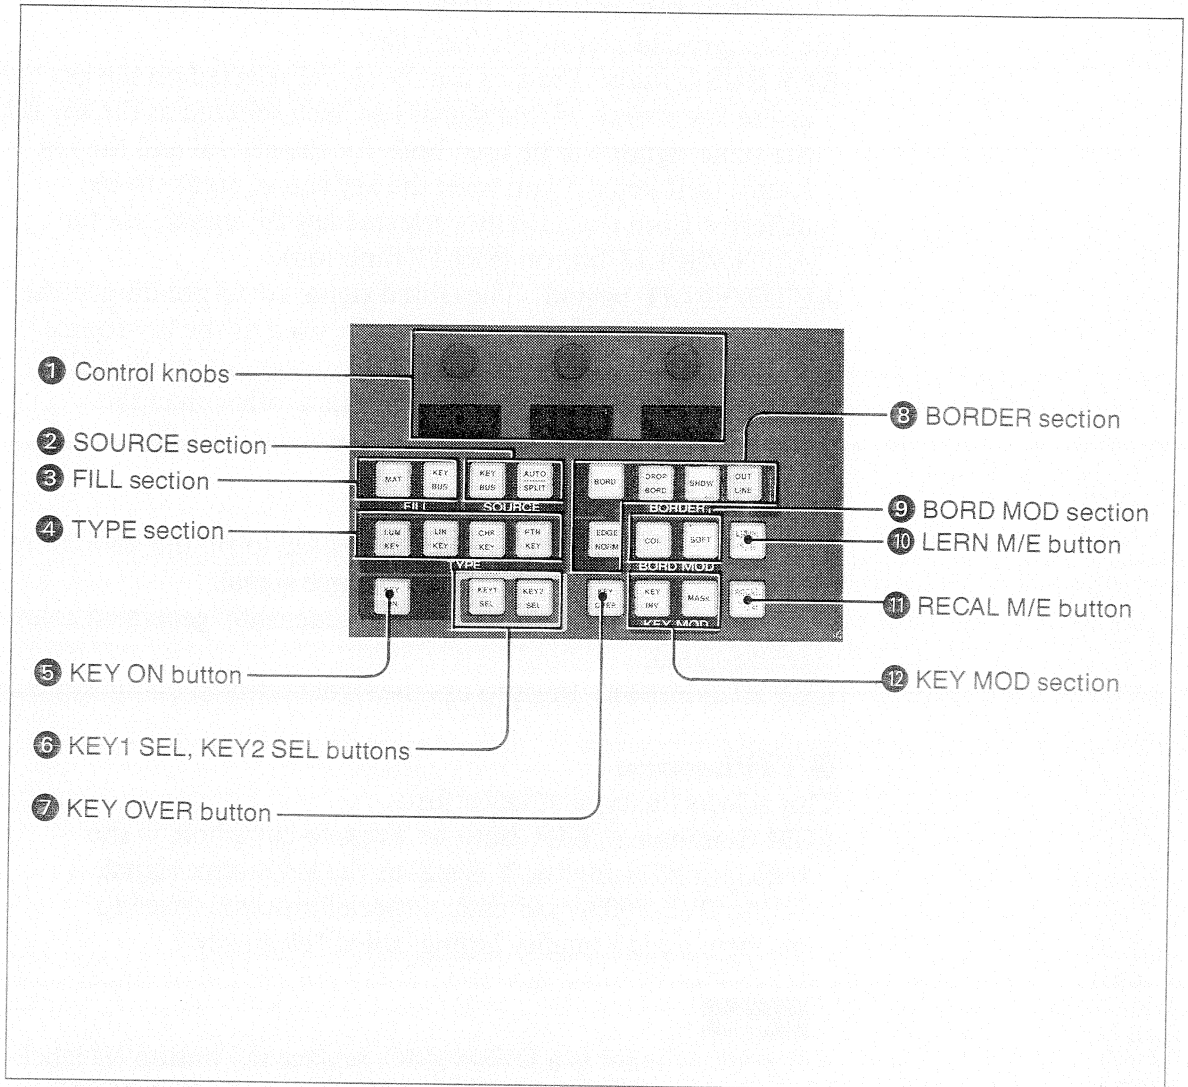 1 Control knobs
2 SOURCE section
3 FILL section
4 TYPE section
5 KEY ON button
6 KEY1 SEL, KEY2 SEL buttons
7 KEY OVER button
8 BORDER section
9 BORD MOD section
10 LERN M/E button
11 RECAL M/E button
12 KEY MOD section
MAT
KEY BUS
KEY BUS
AUTO SPLIT
BORD
DROP BORD
SHOW
OUT LINE
FILL
SOURCE
BORDER
LUM KEY
LIN KEY
CHR KEY
PTN KEY
EDGE NORM
COL
SOFT
TYPE
BORD MOD
KEY ON
KEY1 SEL
KEY2 SEL
KEY OVER
KEY INV
MASK
KEY MOD